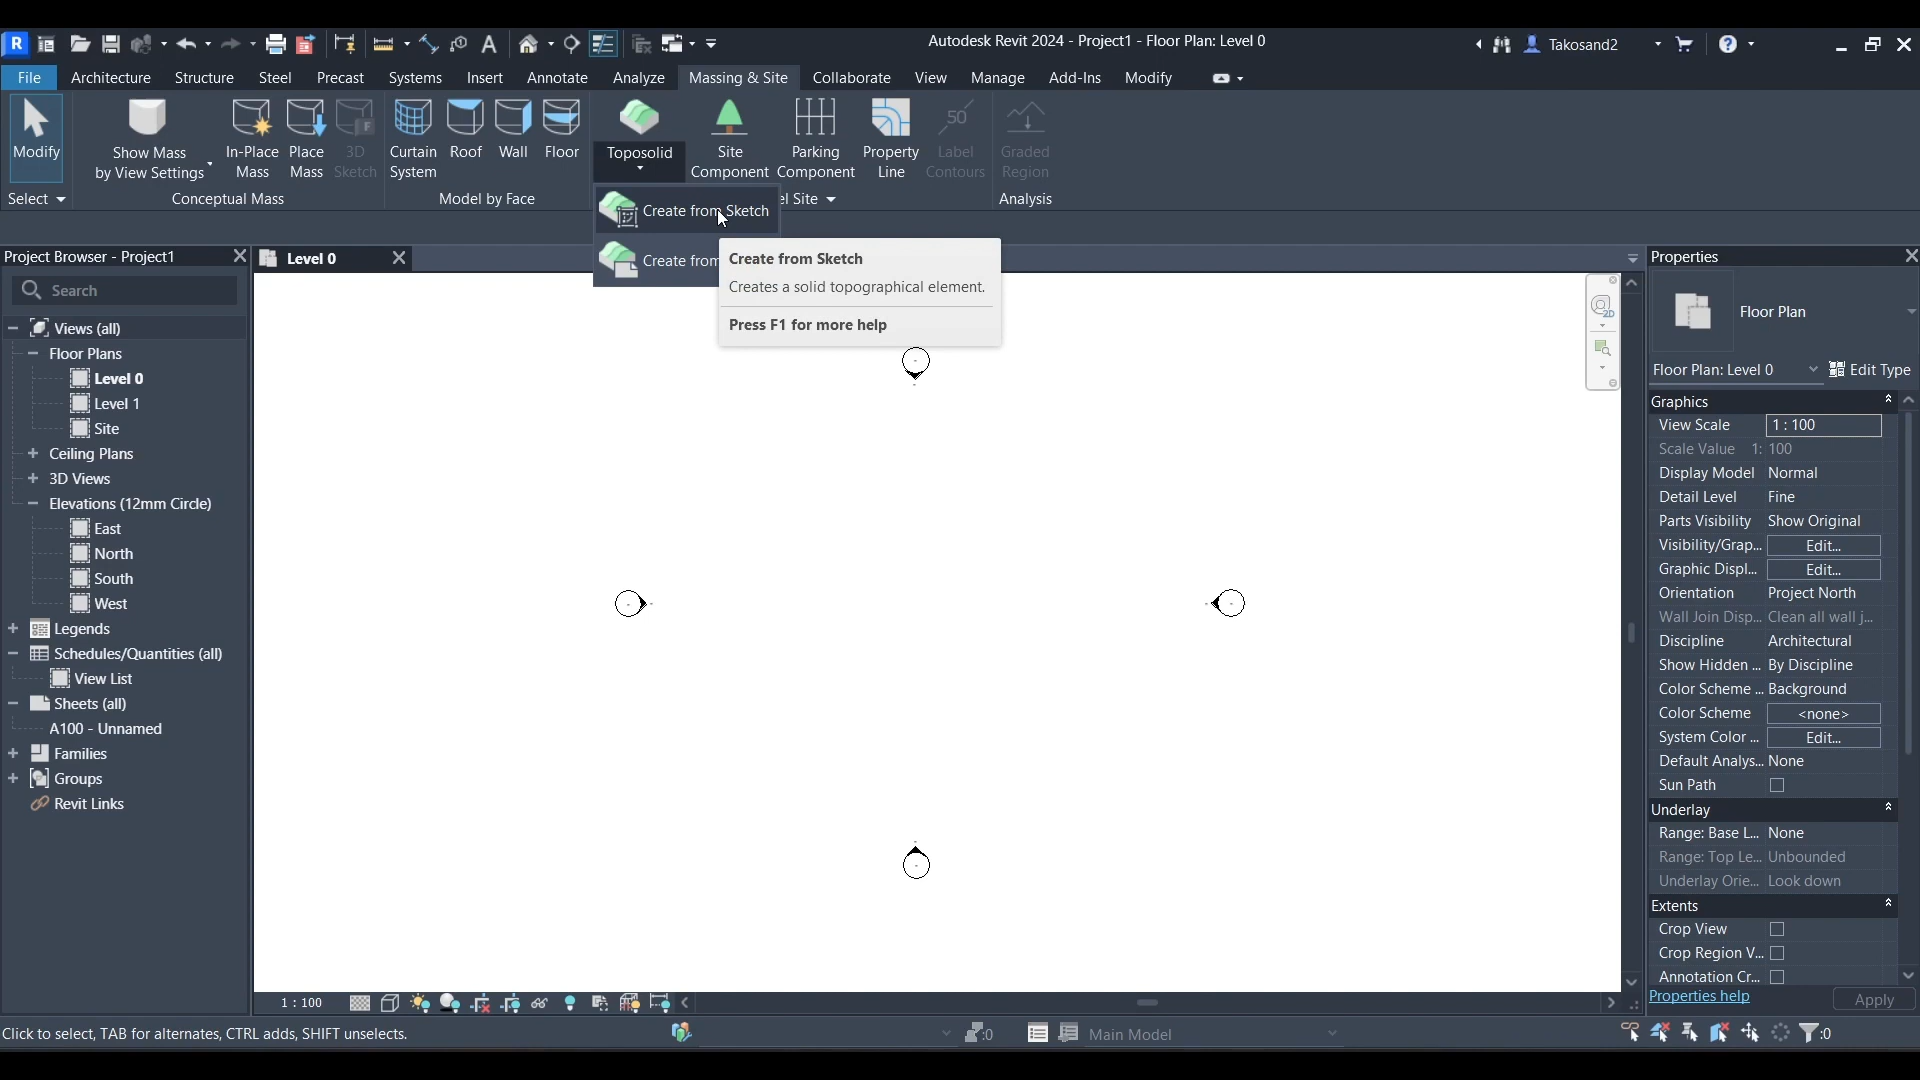 R
A
Autodesk Revit 2024 - Project1 - Floor Plan: Level 0
Takosand2
?
File Architecture Structure Steel Precast Systems Insert Annotate Analyze Massing & Site Collaborate View Manage Add-Ins Modify
Modify
Show Mass
by View Settings
In-Place
Mass
Place
Mass
3D
Sketch
Curtain
System
Roof
Wall
Floor
Toposolid
Site
Component
Parking
Component
Property
Line
50
Label
Contours
Graded
Region
Select
Conceptual Mass
Model by Face
el Site
Analysis
Create from Sketch
Create from
Create from Sketch
Creates a solid topographical element.
Press F1 for more help
Project Browser - Project1
Search
Views (all)
Floor Plans
Level 0
Level 1
Site
Ceiling Plans
3D Views
Elevations (12mm Circle)
East
North
South
West
Legends
Schedules/Quantities (all)
View List
Sheets (all)
A100 - Unnamed
Families
Groups
Revit Links
Level 0
2D
Properties
Floor Plan
Floor Plan: Level 0
Edit Type
Graphics
View Scale 1 : 100
Scale Value 1: 100
Display Model Normal
Detail Level Fine
Parts Visibility Show Original
Visibility/Grap... Edit...
Graphic Displ... Edit...
Orientation Project North
Wall Join Disp... Clean all wall j...
Discipline Architectural
Show Hidden ... By Discipline
Color Scheme ... Background
Color Scheme <none>
System Color ... Edit...
Default Analys... None
Sun Path
Underlay
Range: Base L... None
Range: Top Le... Unbounded
Underlay Orie... Look down
Extents
Crop View
Crop Region V...
Annotation Cr...
Properties help
Apply
1 : 100
Click to select, TAB for alternates, CTRL adds, SHIFT unselects.
:0
Main Model
:0